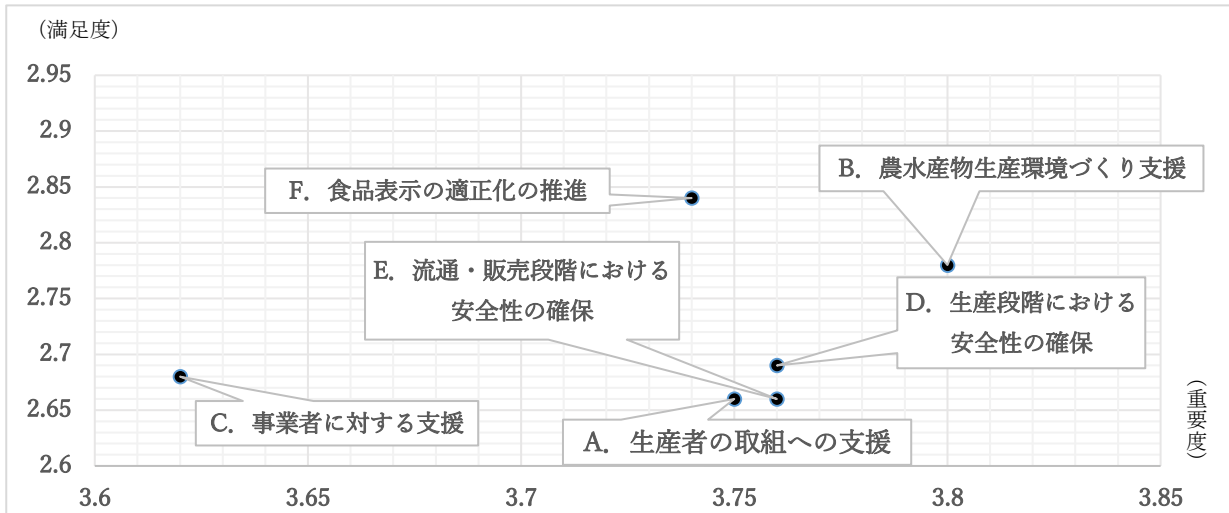 （満足度）
2.95
2.9
2.85
2.8
2.75
2.7
2.65
2.6
B．農水産物生産環境づくり支援
F．食品表示の適正化の推進
E．流通・販売段階における
安全性の確保
D．生産段階における
安全性の確保
C．事業者に対する支援
A．生産者の取組への支援
（重要度）
3.6 3.65 3.7 3.75 3.8 3.85